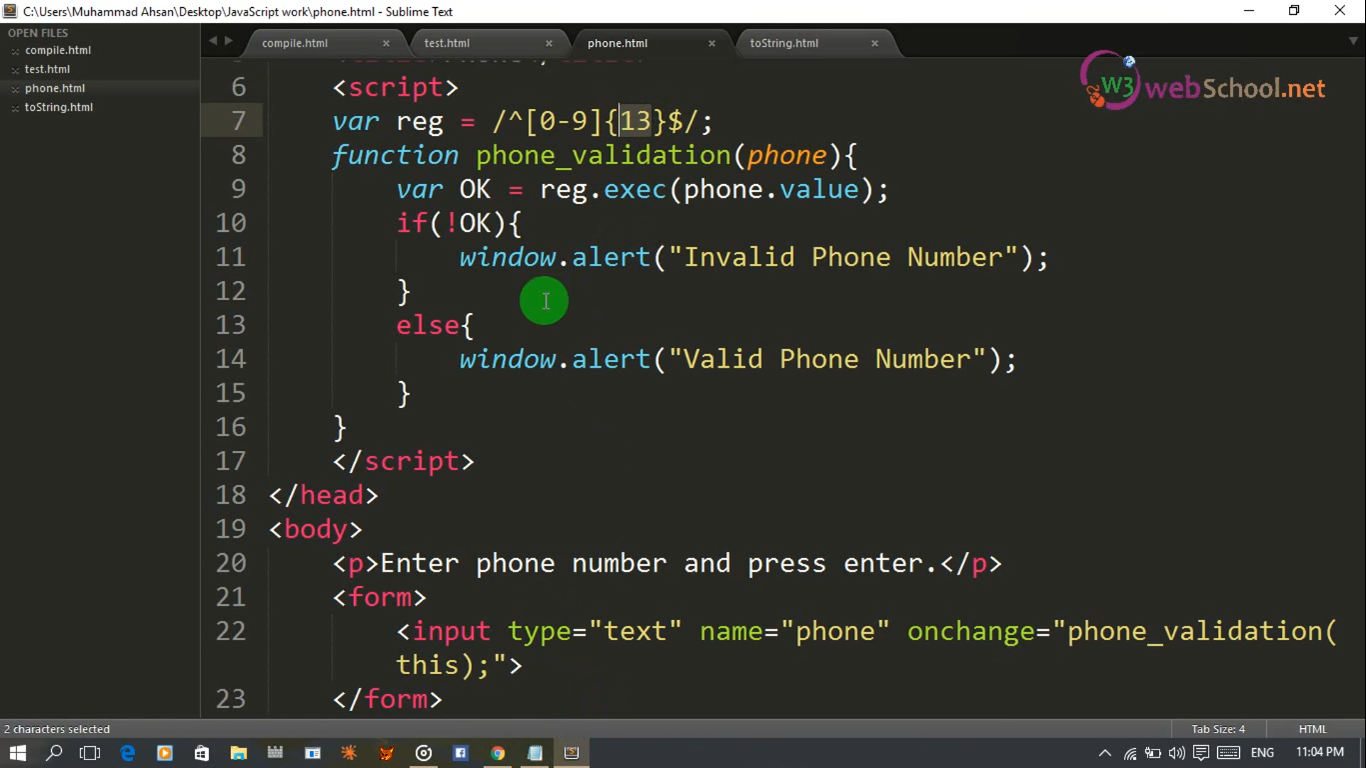 C:\Users\Muhammad Ahsan\Desktop\JavaScript work\phone.html - Sublime Text
OPEN FILES
compile.html
test.html
phone.html
toString.html
compile.html test.html phone.html toString.html
W3 webSchool.net
6 <script>
7 var reg = /^[0-9]{13}$/;
8 function phone_validation(phone){
9 var OK = reg.exec(phone.value);
10 if(!OK){
11 window.alert("Invalid Phone Number");
12 }
13 else{
14 window.alert("Valid Phone Number");
15 }
16 }
17 </script>
18 </head>
19 <body>
20 <p>Enter phone number and press enter.</p>
21 <form>
22 <input type="text" name="phone" onchange="phone_validation(
this);">
23 </form>
2 characters selected Tab Size: 4 HTML
ENG 11:04 PM